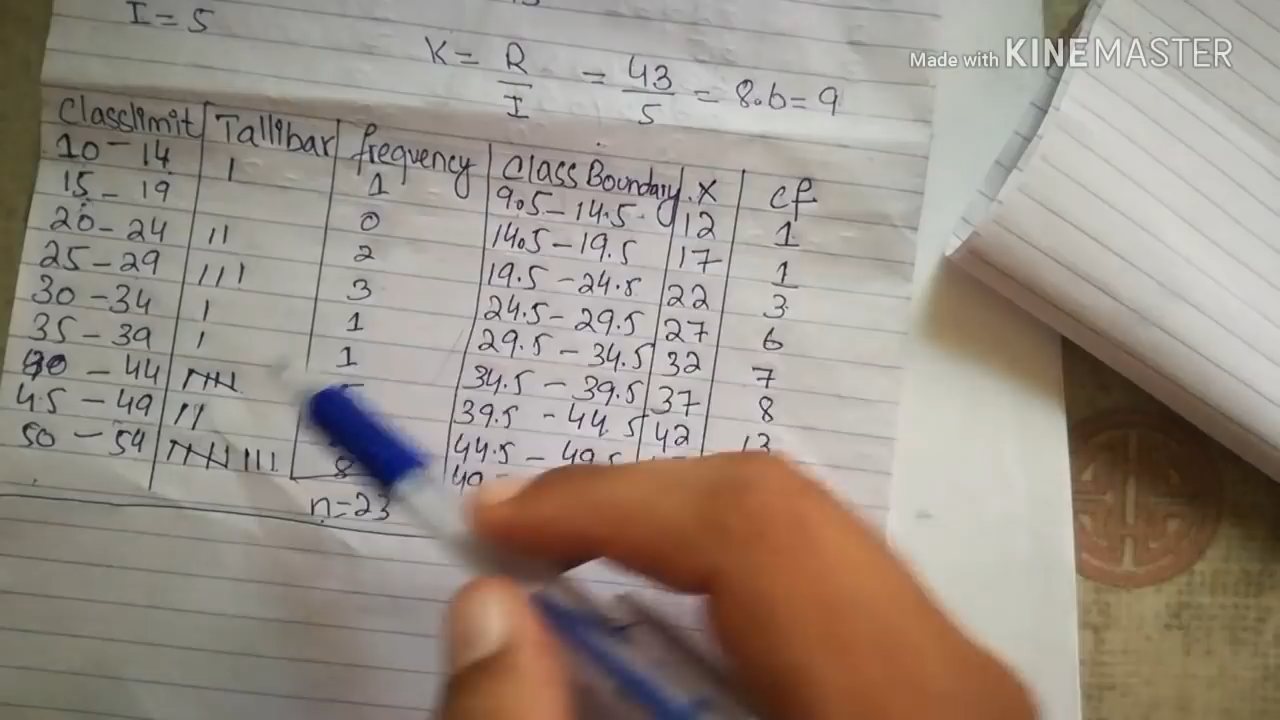 I = 5
Made with KINEMASTER
K = R/I = 43/5 = 8.6 = 9
Classlimit Tallibar frequency Class Boundary x cf
10 - 14 | 1 9.5 - 14.5 12 1
15 - 19 0 14.5 - 19.5 17 1
20 - 24 || 2 19.5 - 24.5 22 3
25 - 29 ||| 3 24.5 - 29.5 27 6
30 - 34 | 1 29.5 - 34.5 32 7
35 - 39 | 1 34.5 - 39.5 37 8
40 - 44 |||| 39.5 - 44.5 42 13
45 - 49 || 44.5 - 49.5
50 - 54 |||| ||| 8
n = 23